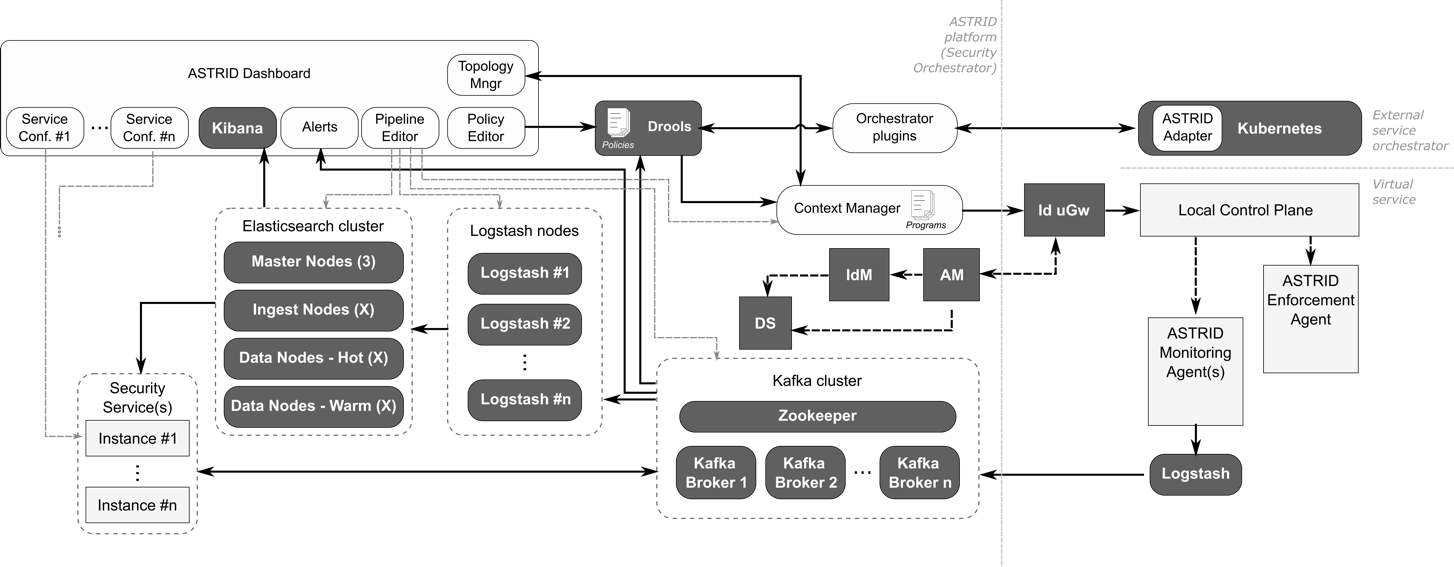 ASTRID
platform
(Security
Orchestrator)
ASTRID Dashboard
Topology
Mngr
Service
Conf. #1
...
Service
Conf. #n
Kibana
Alerts
Pipeline
Editor
Policy
Editor
Policies
Drools
Orchestrator
plugins
ASTRID
Adapter
Kubernetes
External
service
orchestrator
Virtual
service
Context Manager
Programs
Id uGw
Local Control Plane
Elasticsearch cluster
Master Nodes (3)
Ingest Nodes (X)
Data Nodes - Hot (X)
Data Nodes - Warm (X)
Logstash nodes
Logstash #1
Logstash #2
...
Logstash #n
IdM
AM
DS
ASTRID
Enforcement
Agent
ASTRID
Monitoring
Agent(s)
Security
Service(s)
Instance #1
...
Instance #n
Kafka cluster
Zookeeper
Kafka
Broker 1
Kafka
Broker 2
...
Kafka
Broker n
Logstash